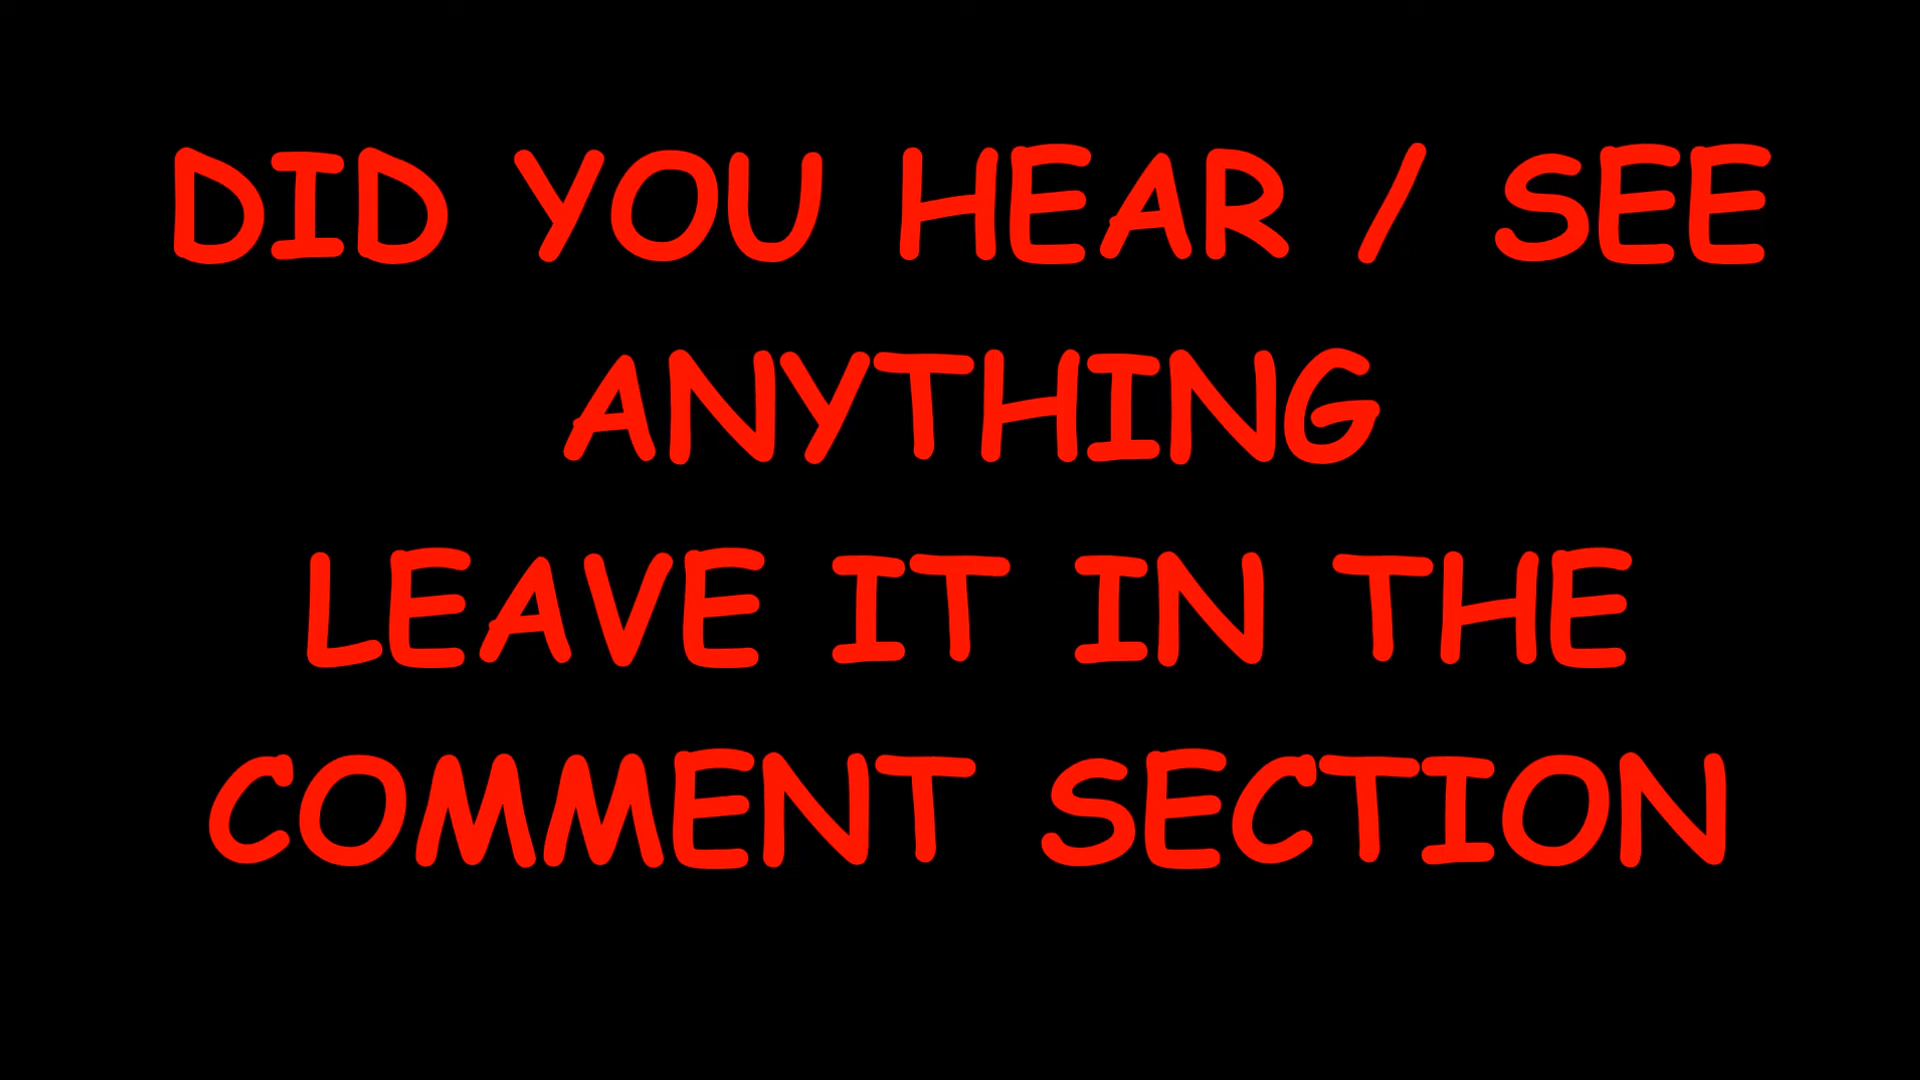 DID YOU HEAR / SEE
ANYTHING
LEAVE IT IN THE
COMMENT SECTION